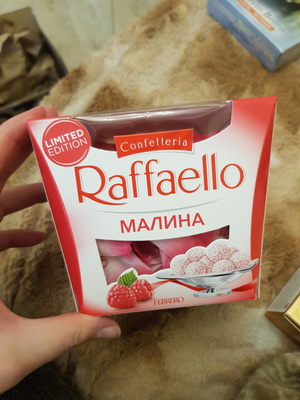 LIMITED
EDITION
Confetteria
Raffaello
МАЛИНА
FERRERO